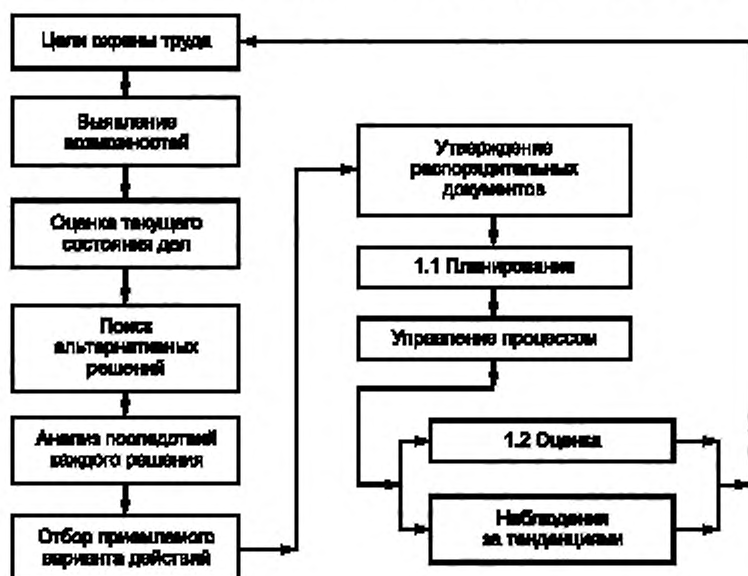 Цели охраны труда
Выявление
возможностей
Оценка текущего
состояния дел
Поиск
альтернативных
решений
Анализ последствий
каждого решения
Отбор приемлемого
варианта действий
Утверждение
распорядительных
документов
1.1 Планирования
Управление процессом
1.2 Оценка
Наблюдения
за тенденциями